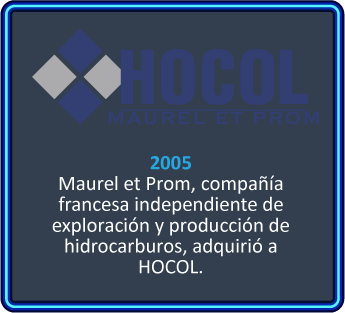 HOCOL
MAUREL ET PROM
2005
Maurel et Prom, compañía
francesa independiente de
exploración y producción de
hidrocarburos, adquirió a
HOCOL.